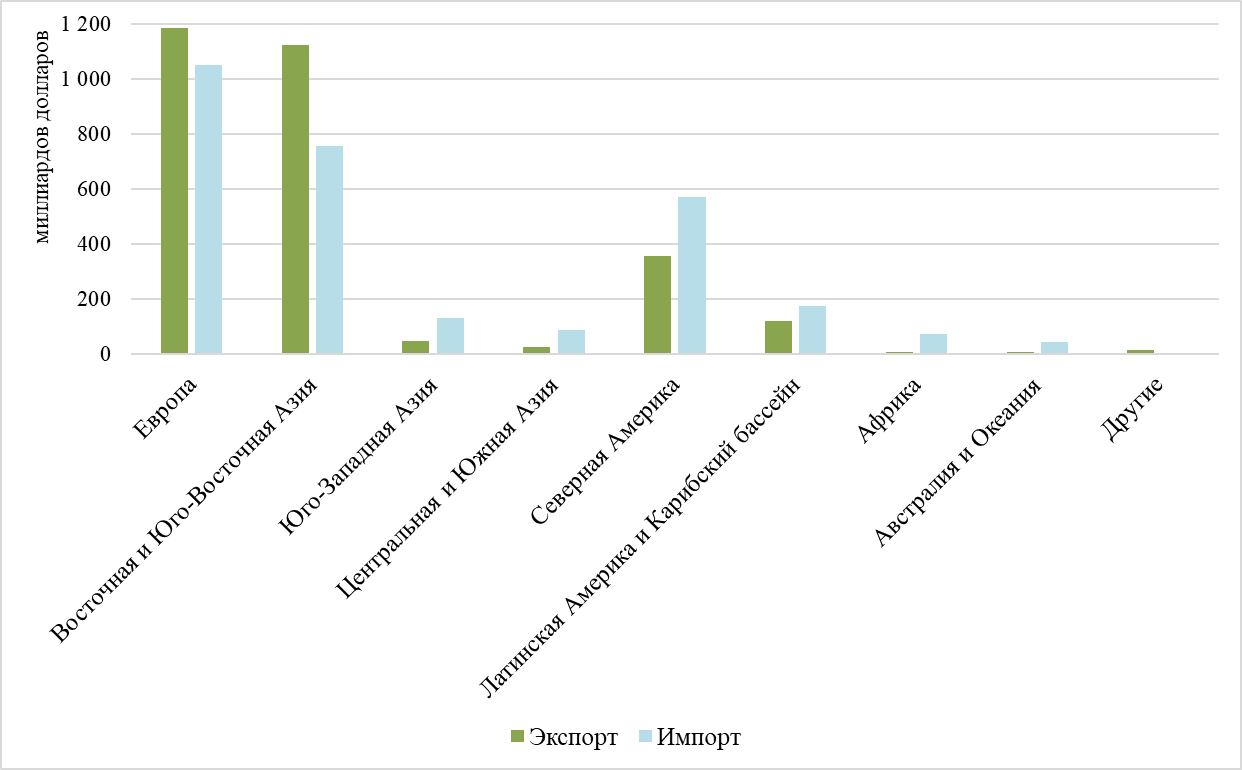 миллиардов долларов
1 200
1 000
800
600
400
200
0
Европа
Восточная и Юго-Восточная Азия
Юго-Западная Азия
Центральная и Южная Азия
Северная Америка
Латинская Америка и Карибский бассейн
Африка
Австралия и Океания
Другие
Экспорт
Импорт